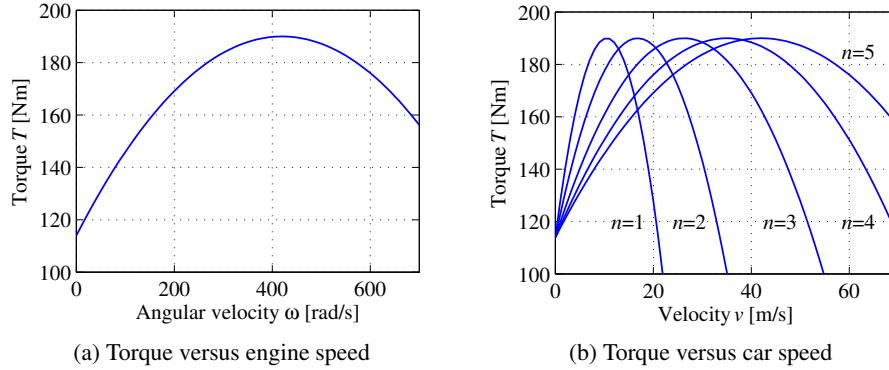 200
180
160
140
120
100
0
200
400
600
Torque T [Nm]
Angular velocity ω [rad/s]
(a) Torque versus engine speed
200
180
160
140
120
100
0
20
40
60
n=5
n=1
n=2
n=3
n=4
Torque T [Nm]
Velocity v [m/s]
(b) Torque versus car speed